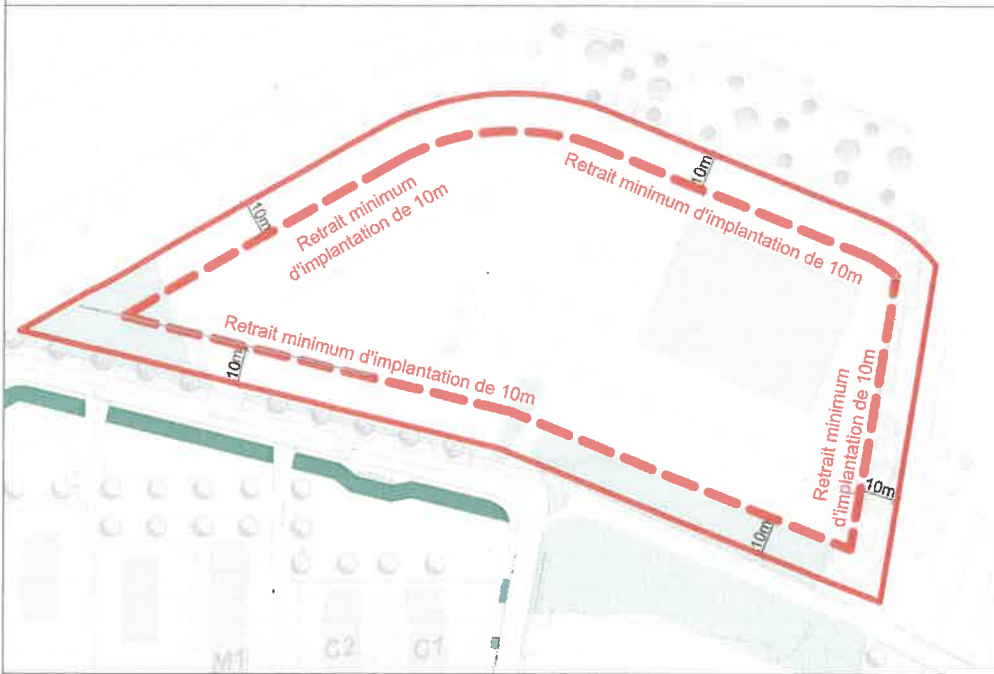 10m
Retrait minimum d'implantation de 10m
10m
Retrait minimum
d'implantation de 10m
Retrait minimum d'implantation de 10m
10m
Retrait minimum
d'implantation de 10m
10m
10m
M1
C2
C1